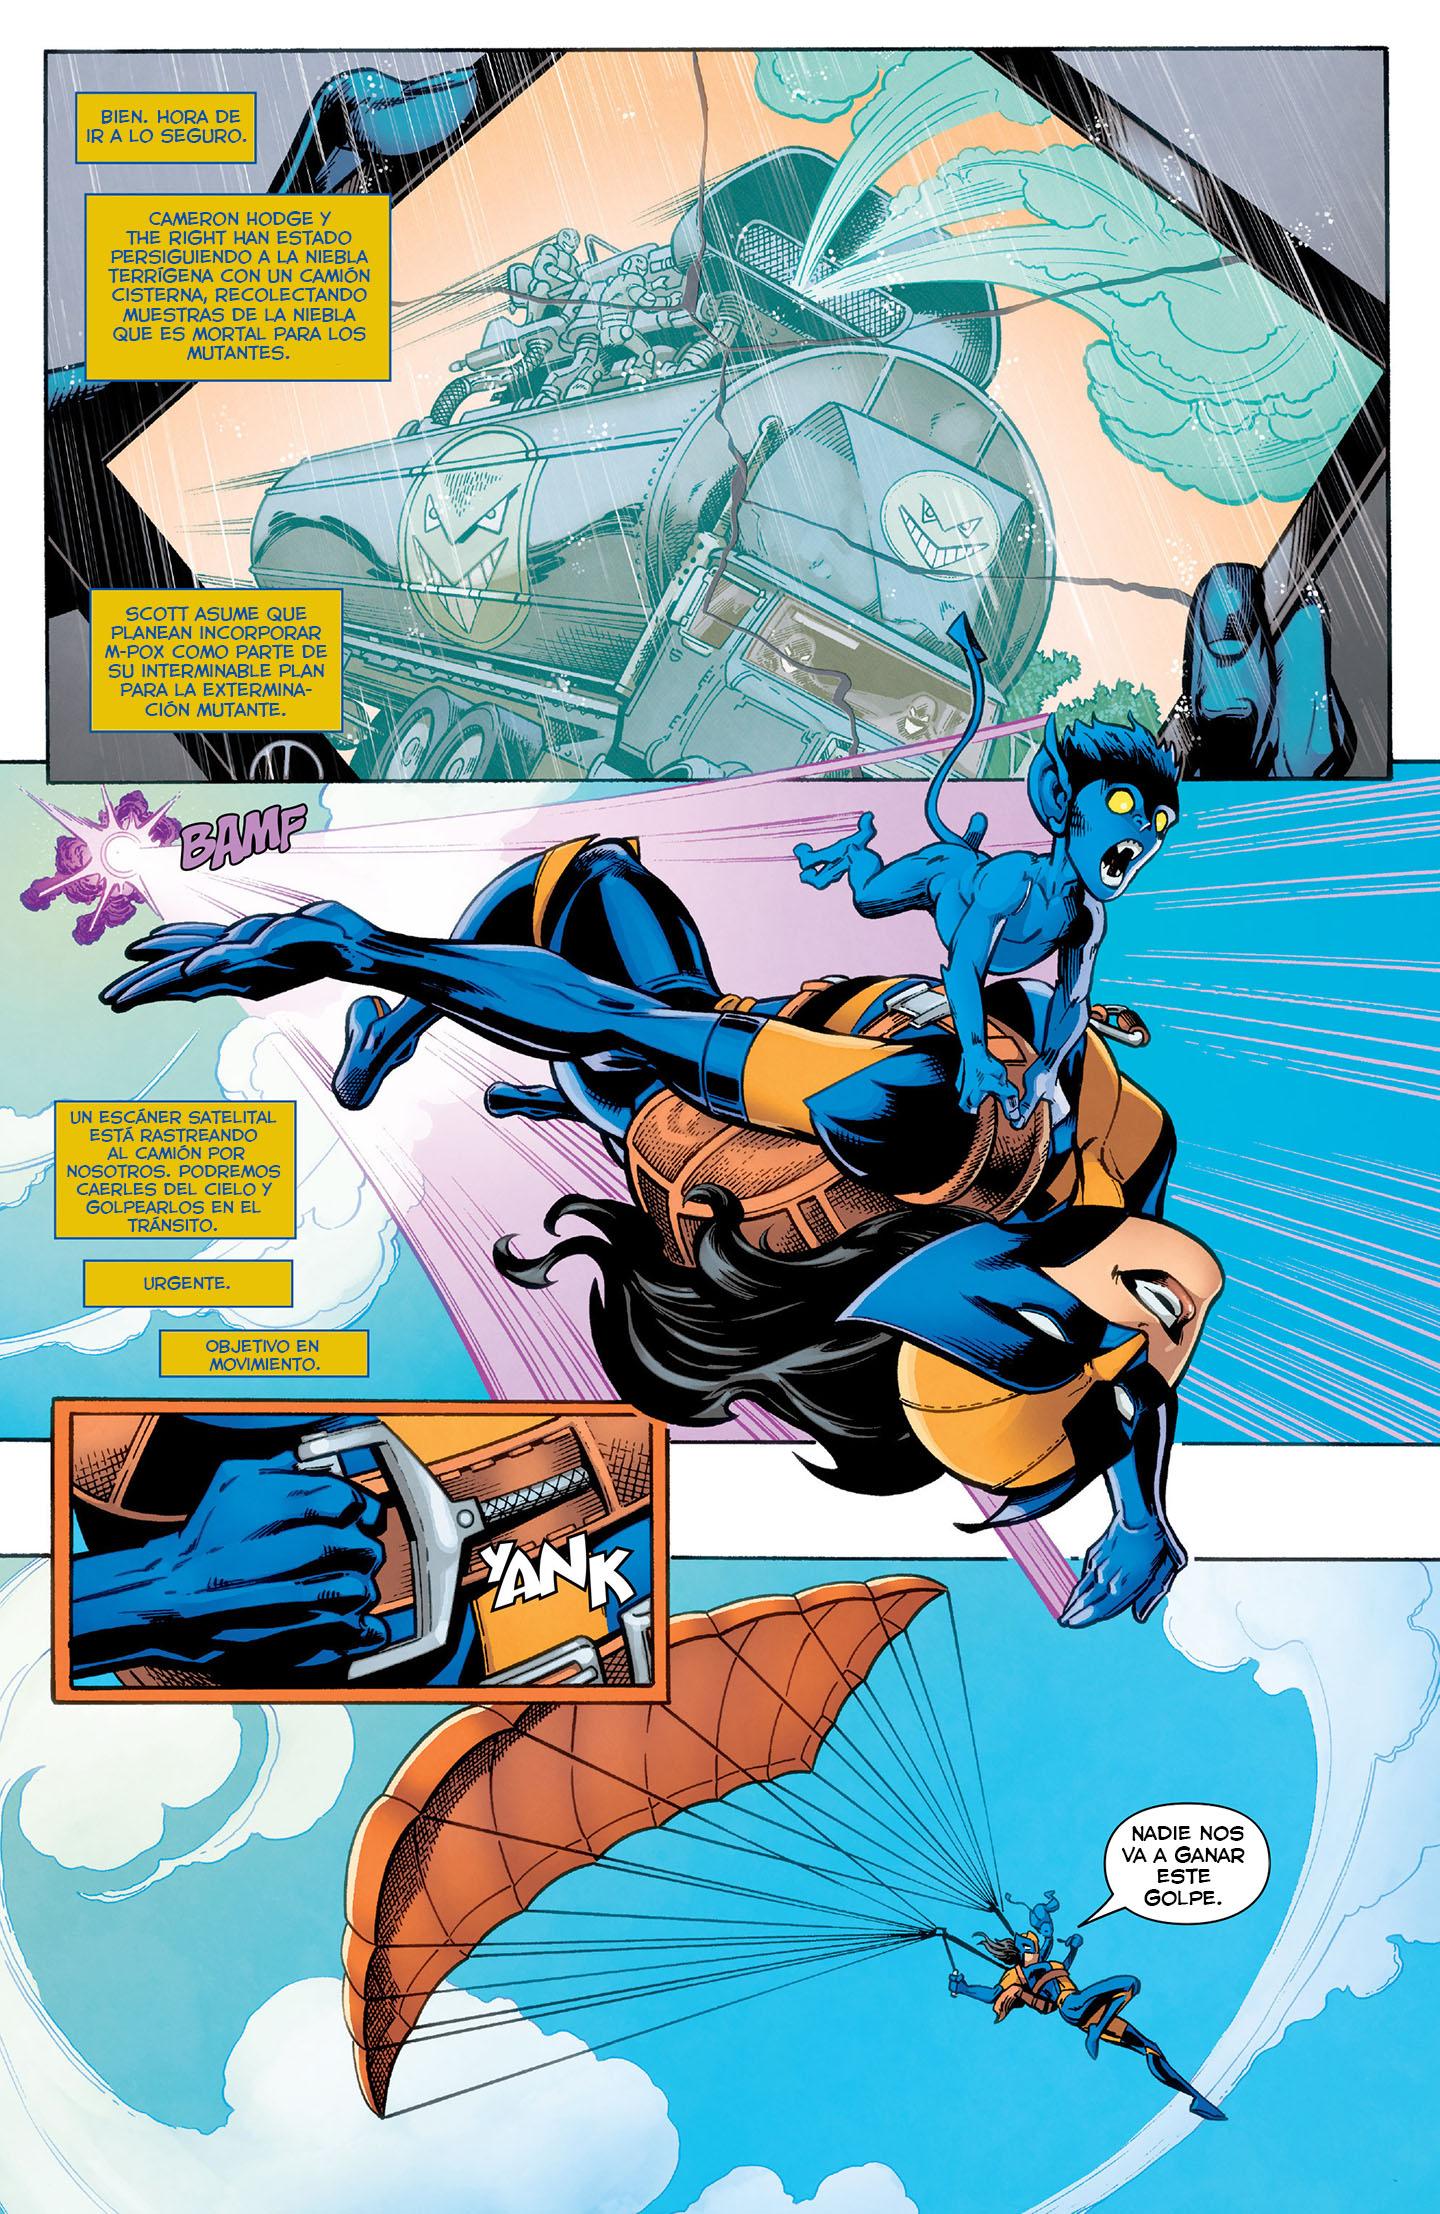 BIEN. HORA DE
IR A LO SEGURO.
CAMERON HODGE Y
THE RIGHT HAN ESTADO
PERSIGUIENDO A LA NIEBLA
TERRÍGENA CON UN CAMIÓN
CISTERNA, RECOLECTANDO
MUESTRAS DE LA NIEBLA
QUE ES MORTAL PARA LOS
MUTANTES.
SCOTT ASUME QUE
PLANEAN INCORPORAR
M-POX COMO PARTE DE
SU INTERMINABLE PLAN
PARA LA EXTERMINA-
CIÓN MUTANTE.
BAMF
UN ESCÁNER SATELITAL
ESTÁ RASTREANDO
AL CAMIÓN POR
NOSOTROS. PODREMOS
CAERLES DEL CIELO Y
GOLPEARLOS EN EL
TRÁNSITO.
URGENTE.
OBJETIVO EN
MOVIMIENTO.
YANK
NADIE NOS
VA A GANAR
ESTE
GOLPE.